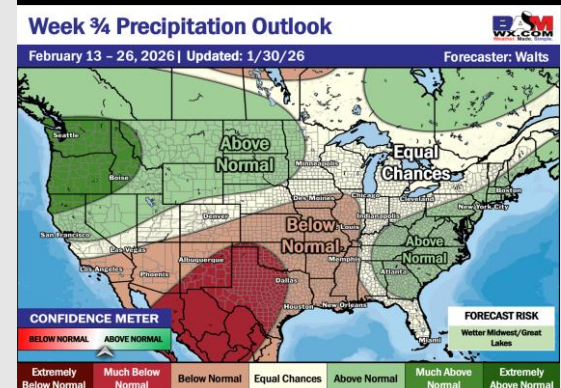 Week ¾ Precipitation Outlook
BAM
WX.COM
Weather. Made. Simple.
February 13 – 26, 2026| Updated: 1/30/26
Forecaster: Walts
Seattle
Above
Normal
Minneapolis
Equal
Chances
Boise
Boston
Des Moines
Chicago
Cleveland
New York City
Denver
Indianapolis
San Francisco
Below
Normal
St. Louis
Las Vegas
Above
Normal
Los Angeles
Albuquerque
Memphis
Phoenix
Atlanta
Dallas
Houston
New Orleans
Miami
CONFIDENCE METER
BELOW NORMAL
ABOVE NORMAL
FORECAST RISK
Wetter Midwest/Great
Lakes
Extremely
Below Normal
Much Below
Normal
Below Normal
Equal Chances
Above Normal
Much Above
Normal
Extremely
Above Normal